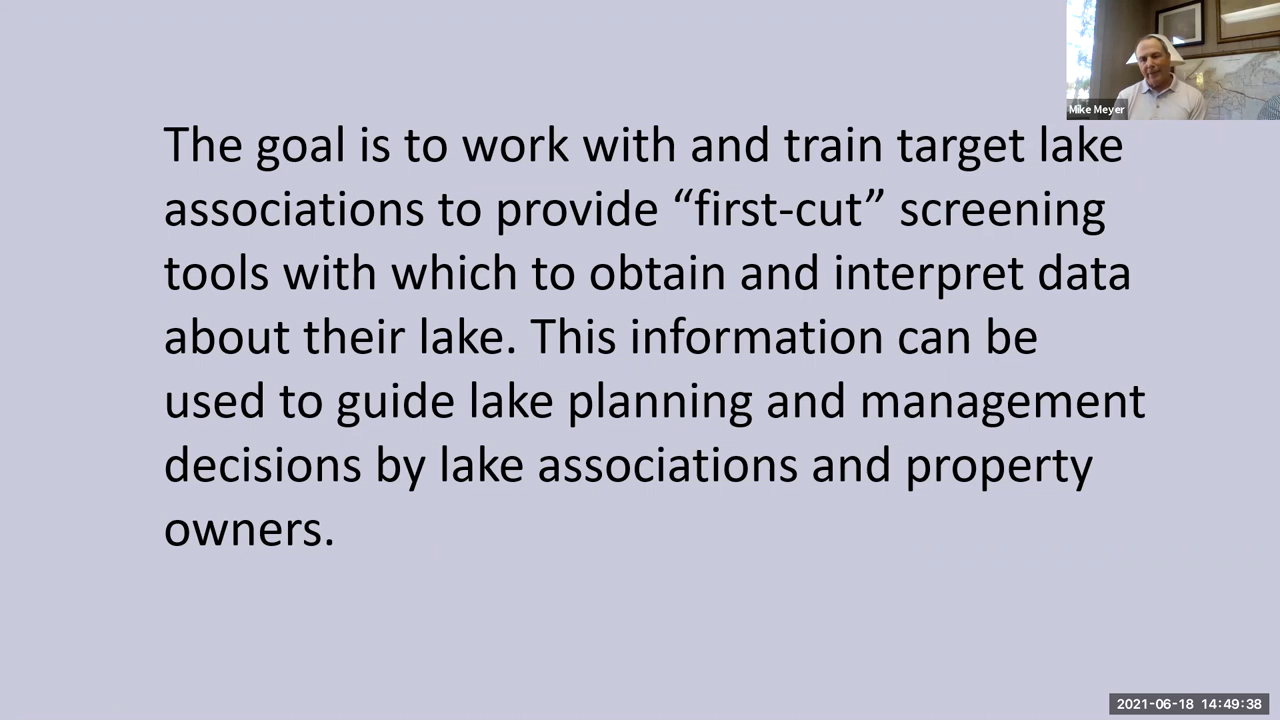 Mike Meyer
The goal is to work with and train target lake
associations to provide “first-cut” screening
tools with which to obtain and interpret data
about their lake. This information can be
used to guide lake planning and management
decisions by lake associations and property
owners.
2021-06-18 14:49:38